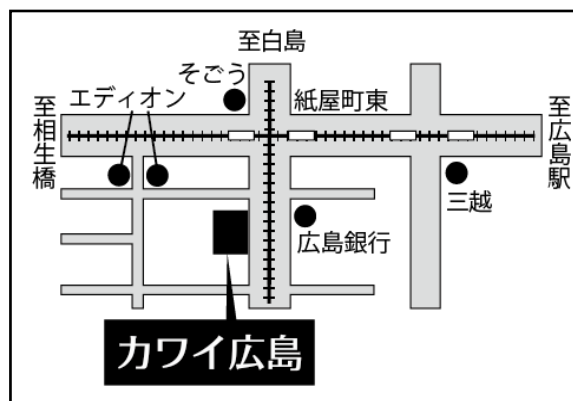 至白島
そごう
エディオン
紙屋町東
至相生橋
至広島駅
三越
広島銀行
カワイ広島